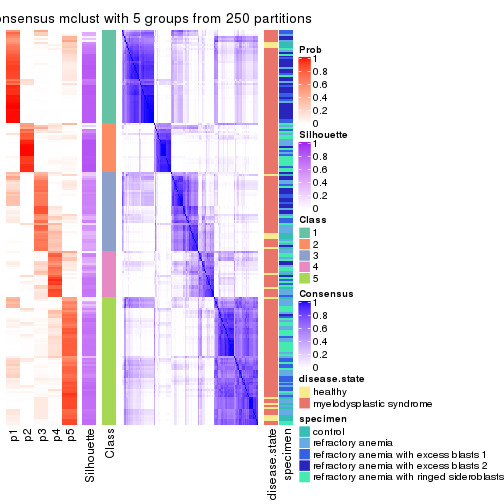 onsensus mclust with 5 groups from 250 partitions
Prob
1
0.8
0.6
0.4
0.2
0
Silhouette
1
0.8
0.6
0.4
0.2
0
Class
1
2
3
4
5
Consensus
1
0.8
0.6
0.4
0.2
0
disease.state
healthy
myelodysplastic syndrome
specimen
control
refractory anemia
refractory anemia with excess blasts 1
refractory anemia with excess blasts 2
refractory anemia with ringed sideroblasts
p1
p2
p3
p4
p5
Silhouette
Class
disease.state
specimen